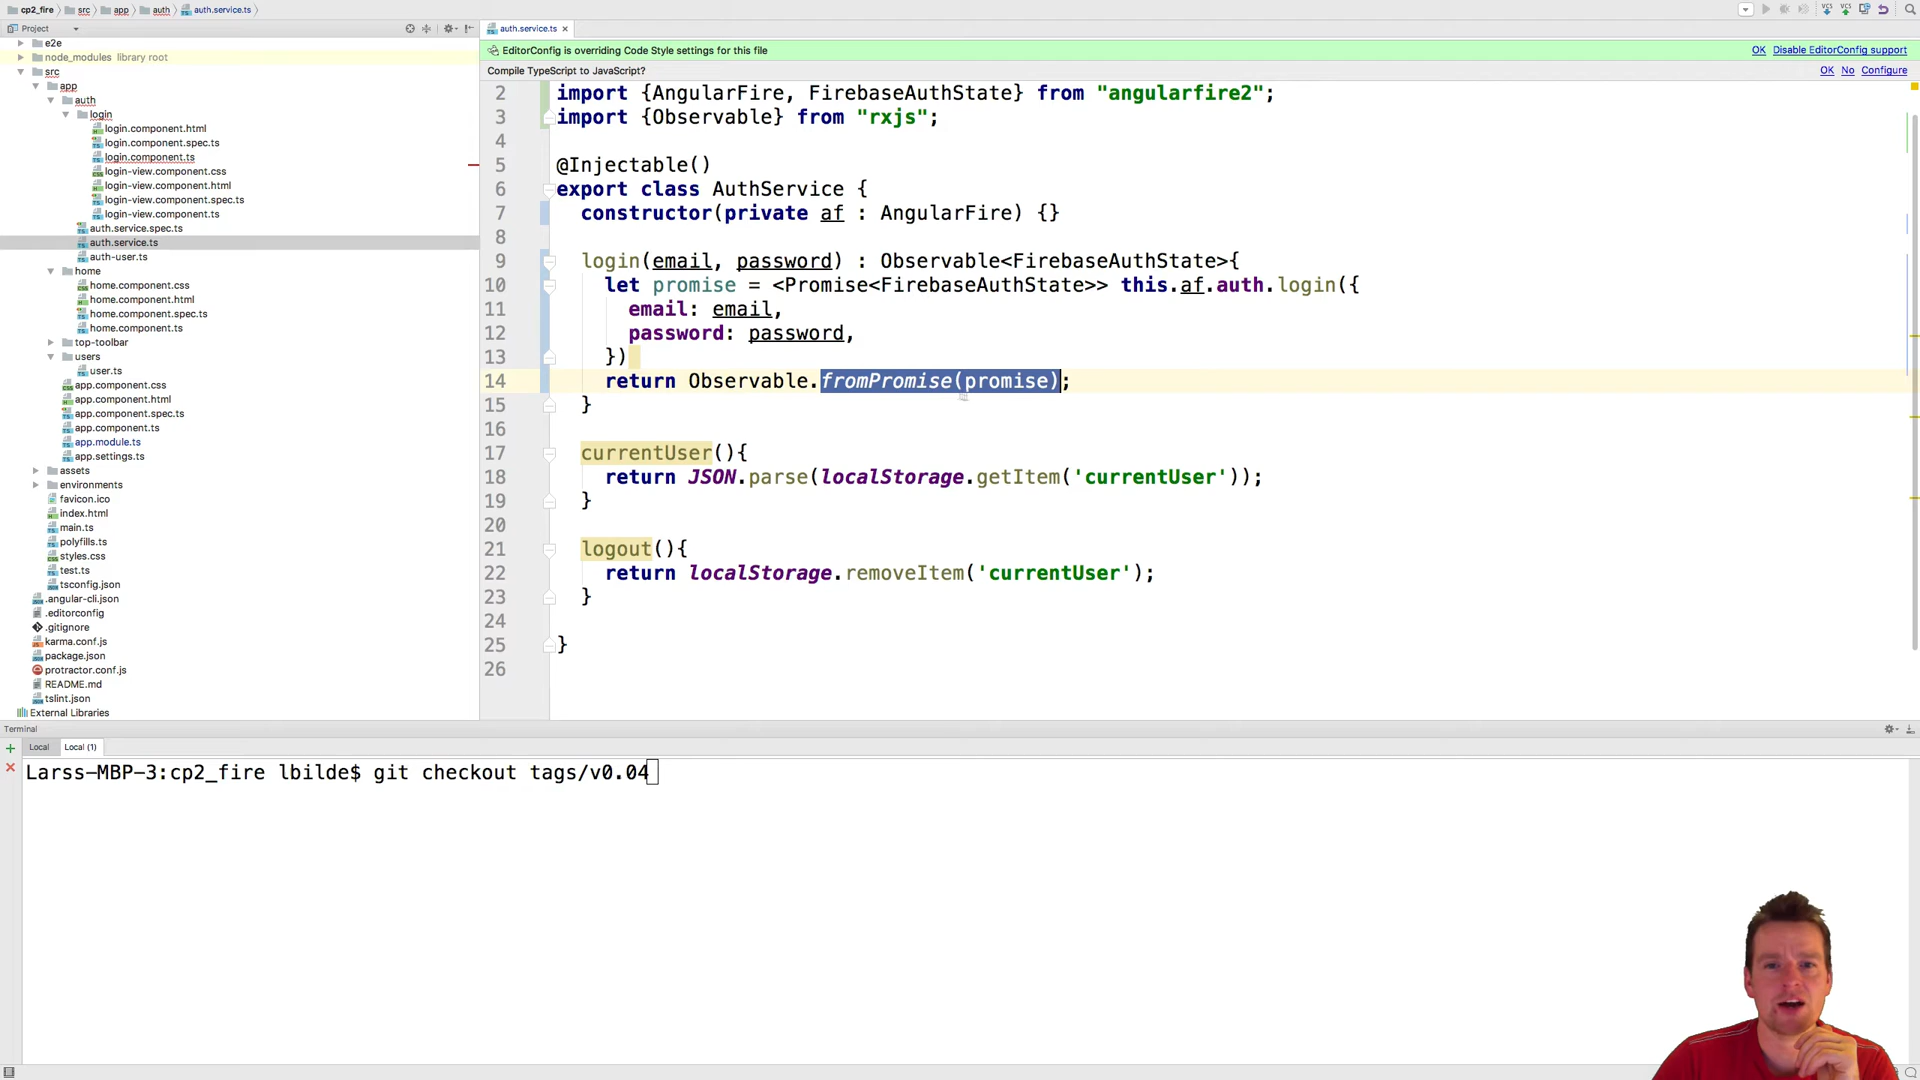 cp2_fire src app auth auth.service.ts
Project
auth.service.ts
e2e
node_modules library root
src
app
auth
login
login.component.html
login.component.spec.ts
login.component.ts
login-view.component.css
login-view.component.html
login-view.component.spec.ts
login-view.component.ts
auth.service.spec.ts
auth.service.ts
auth-user.ts
home
home.component.css
home.component.html
home.component.spec.ts
home.component.ts
top-toolbar
users
user.ts
app.component.css
app.component.html
app.component.spec.ts
app.component.ts
app.module.ts
app.settings.ts
assets
environments
favicon.ico
index.html
main.ts
polyfills.ts
styles.css
test.ts
tsconfig.json
.angular-cli.json
.editorconfig
.gitignore
karma.conf.js
package.json
protractor.conf.js
README.md
tslint.json
External Libraries
EditorConfig is overriding Code Style settings for this file OK Disable EditorConfig support
Compile TypeScript to JavaScript? OK No Configure
2 import {AngularFire, FirebaseAuthState} from "angularfire2";
3 import {Observable} from "rxjs";
4
5 @Injectable()
6 export class AuthService {
7 constructor(private af : AngularFire) {}
8
9 login(email, password) : Observable<FirebaseAuthState>{
10 let promise = <Promise<FirebaseAuthState>> this.af.auth.login({
11 email: email,
12 password: password,
13 })
14 return Observable.fromPromise(promise);
15 }
16
17 currentUser(){
18 return JSON.parse(localStorage.getItem('currentUser'));
19 }
20
21 logout(){
22 return localStorage.removeItem('currentUser');
23 }
24
25 }
26
Terminal
Local Local (1)
Larss-MBP-3:cp2_fire lbilde$ git checkout tags/v0.04